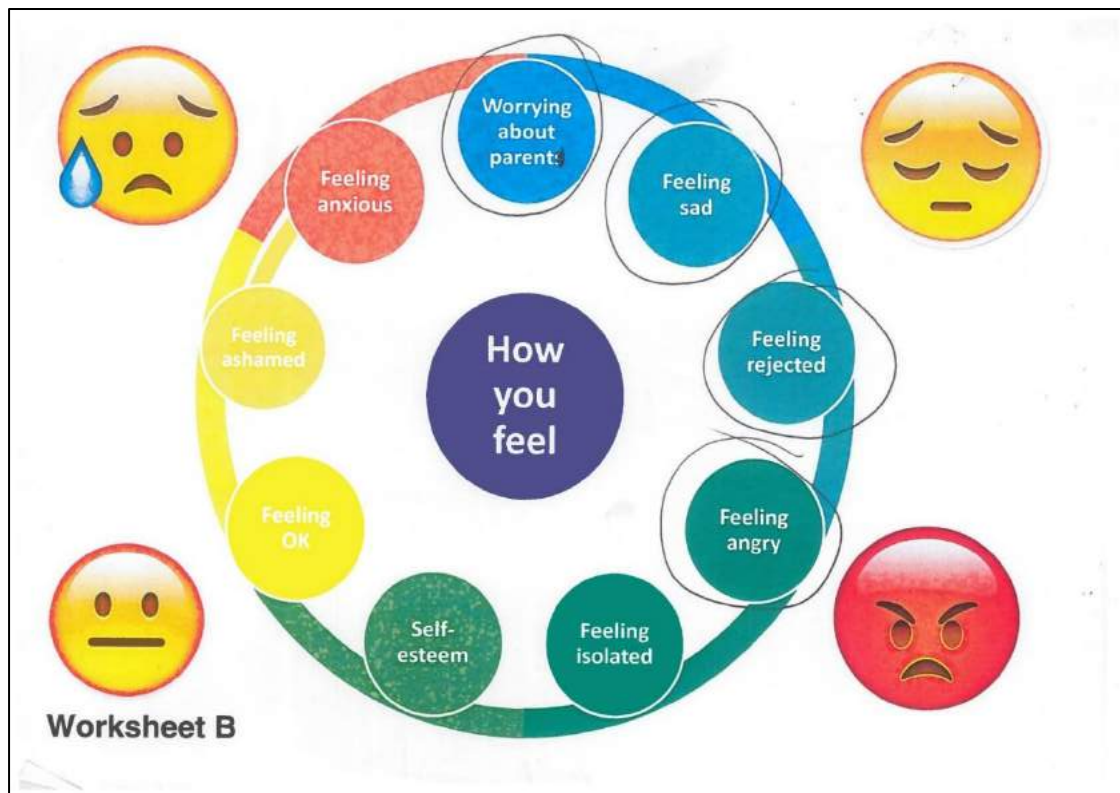 Worrying
about
parents
Feeling
sad
Feeling
rejected
Feeling
angry
Feeling
isolated
Self-
esteem
Feeling
OK
Feeling
ashamed
Feeling
anxious
How
you
feel
Worksheet B